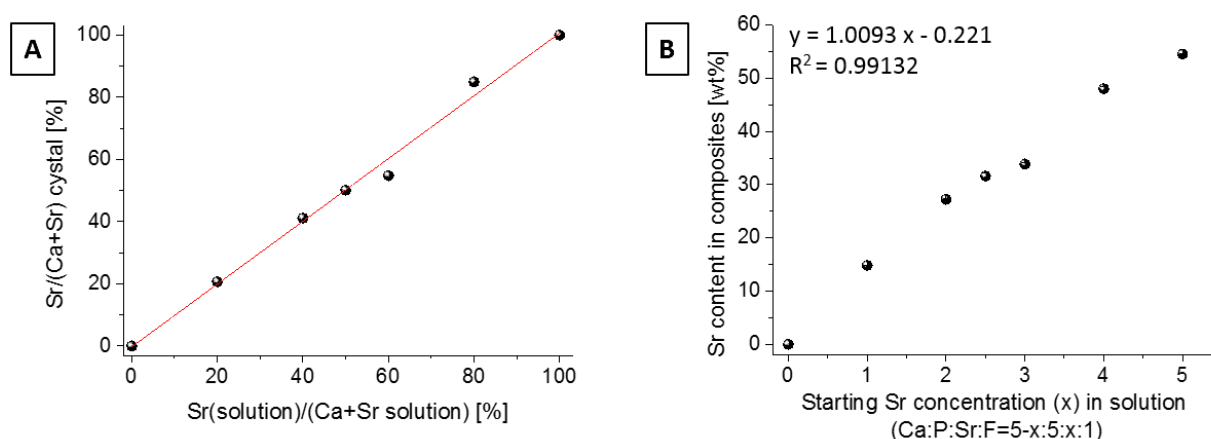 A
100
80
60
40
20
0
Sr/(Ca+Sr) cystal [%]
0 20 40 60 80 100
Sr(solution)/(Ca+Sr solution) [%]
B
y = 1.0093 x - 0.221
R² = 0.99132
60
50
40
30
20
10
0
Sr content in composites [wt%]
0 1 2 3 4 5
Starting Sr concentration (x) in solution
(Ca:P:Sr:F=5-x:5:x:1)